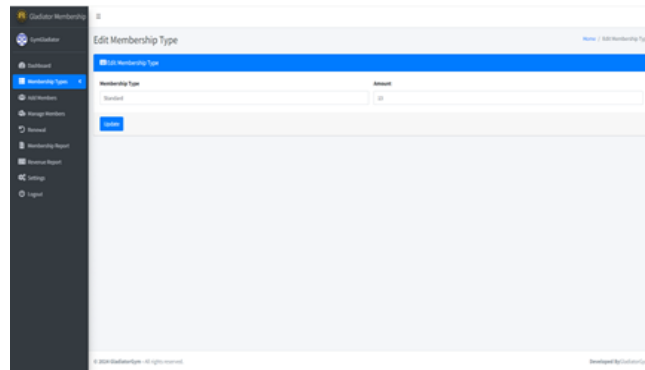 Gladiator Membership
GymGladiator
Edit Membership Type
Home / Edit Membership Ty
Dashboard
Edit Membership Type
Membership Types
Membership Type
Amount
Add Members
Standard
10
Manage Members
Renewal
Update
Membership Report
Revenue Report
Settings
Logout
© 2024 GladiatorGym - All rights reserved.
Developed By GladiatorGy